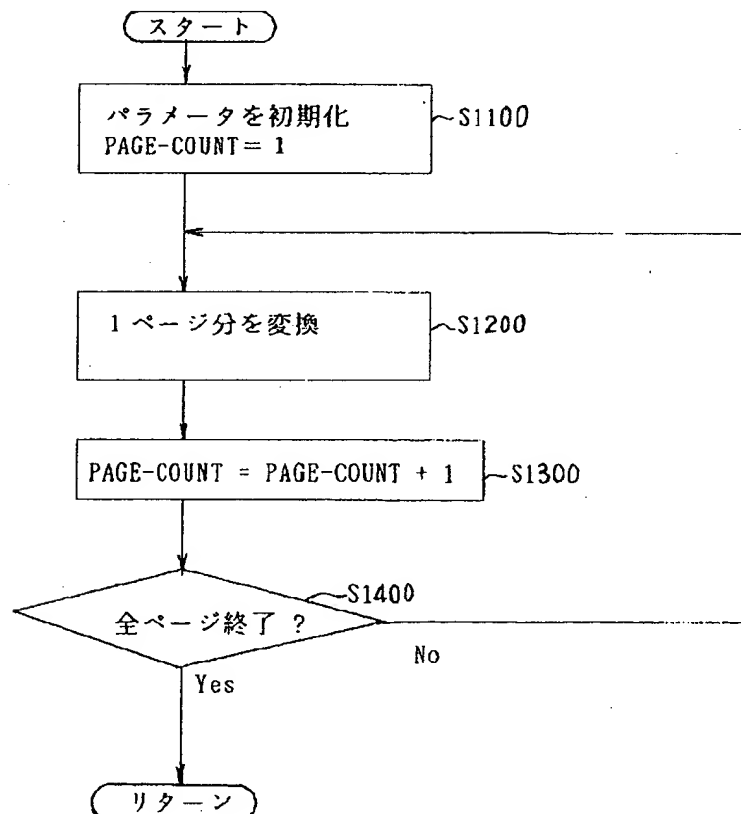 スタート
パラメータを初期化
PAGE-COUNT= 1
S1100
1 ページ分を変換
S1200
PAGE-COUNT = PAGE-COUNT + 1
S1300
S1400
全ページ終了 ?
No
Yes
リターン